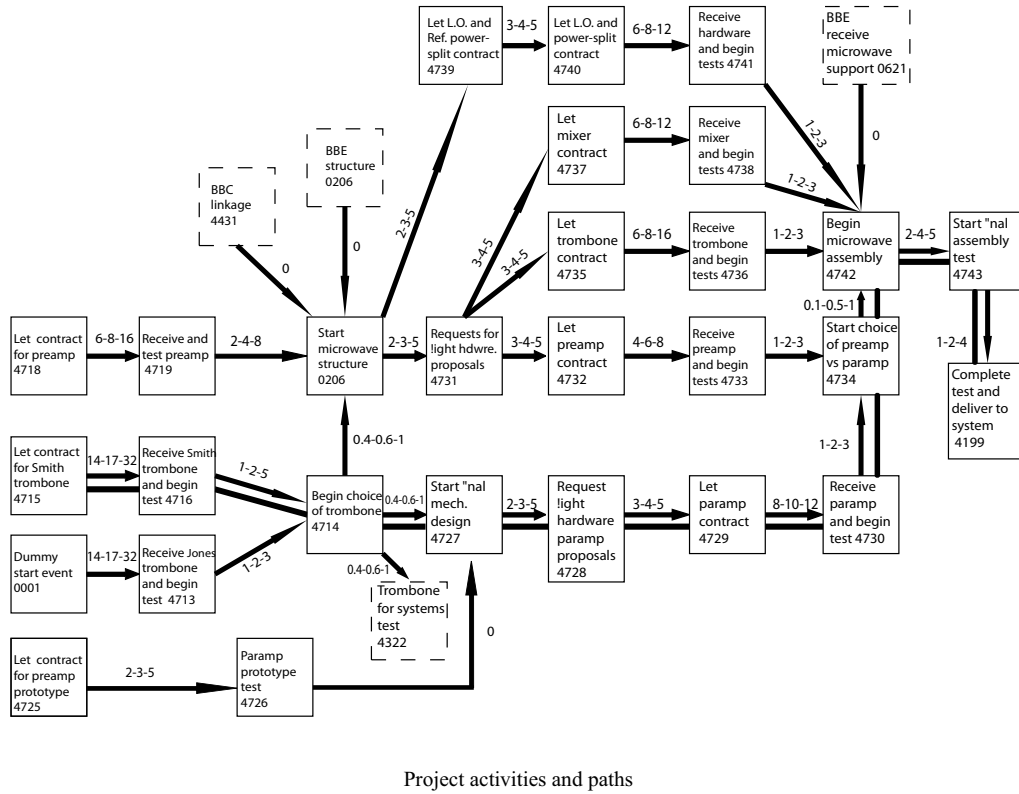 Let L.O. and
Ref. power-
split contract
4739
3-4-5
Let L.O. and
power-split
contract
4740
6-8-12
Receive
hardware
and begin
tests 4741
BBE
receive
microwave
support 0621
1-2-3
0
Let
mixer
contract
4737
6-8-12
Receive
mixer
and begin
tests 4738
1-2-3
BBE
structure
0206
BBC
linkage
4431
0
0
2-3-5
3-4-5
3-4-5
Let
trombone
contract
4735
6-8-16
Receive
trombone
and begin
tests 4736
1-2-3
Begin
microwave
assembly
4742
2-4-5
Start "nal
assembly
test
4743
0.1-0.5-1
Let contract
for preamp
4718
6-8-16
Receive and
test preamp
4719
2-4-8
Start
microwave
structure
0206
2-3-5
Requests for
!ight hdwre.
proposals
4731
3-4-5
Let
preamp
contract
4732
4-6-8
Receive
preamp
and begin
tests 4733
1-2-3
Start choice
of preamp
vs paramp
4734
1-2-4
Complete
test and
deliver to
system
4199
0.4-0.6-1
1-2-3
Let contract
for Smith
trombone
4715
14-17-32
Receive Smith
trombone
and begin
test 4716
1-2-5
Begin choice
of trombone
4714
0.4-0.6-1
Start "nal
mech.
design
4727
2-3-5
Request
!ight
hardware
paramp
proposals
4728
3-4-5
Let
paramp
contract
4729
8-10-12
Receive
paramp
and begin
test 4730
Dummy
start event
0001
14-17-32
Receive Jones
trombone
and begin
test 4713
1-2-3
0.4-0.6-1
Trombone
for systems
test
4322
0
Let contract
for preamp
prototype
4725
2-3-5
Paramp
prototype
test
4726
Project activities and paths